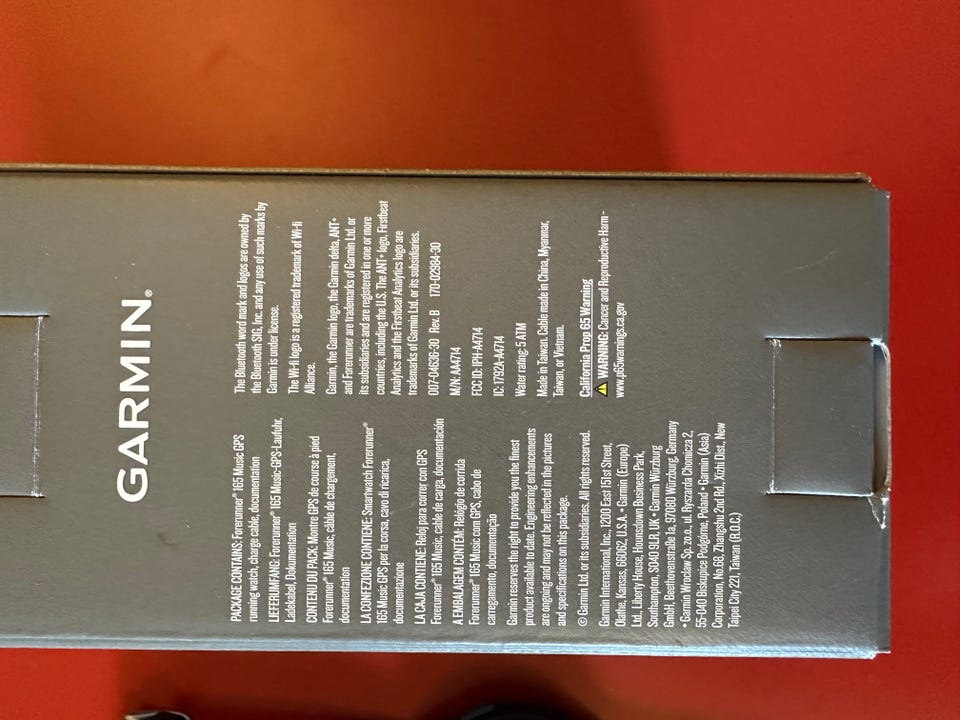 GARMIN®
PACKAGE CONTAINS: Forerunner® 165 Music GPS
running watch, charge cable, documentation
LIEFERUMFANG: Forerunner® 165 Music-GPS-Laufuhr,
Ladekabel, Dokumentation
CONTENU DU PACK: Montre GPS de course à pied
Forerunner® 165 Music, câble de chargement,
documentation
LA CONFEZIONE CONTIENE: Smartwatch Forerunner®
165 Music GPS per la corsa, cavo di ricarica,
documentazione
LA CAJA CONTIENE: Reloj para correr con GPS
Forerunner® 165 Music, cable de carga, documentación
A EMBALAGEM CONTÉM: Relógio de corrida
Forerunner® 165 Music com GPS, cabo de
carregamento, documentação
Garmin reserves the right to provide you the finest
product available to date. Engineering enhancements
are ongoing and may not be reflected in the pictures
and specifications on this package.
© Garmin Ltd. or its subsidiaries. All rights reserved.
Garmin International, Inc., 1200 East 151st Street,
Olathe, Kansas, 66062, U.S.A. • Garmin (Europe)
Ltd., Liberty House, Hounsdown Business Park,
Southampton, SO40 9LR, UK • Garmin Würzburg
GmbH, Beethovenstraße 1a, 97080 Würzburg, Germany
• Garmin Wrocław Sp. zo.o., ul. Ryszarda Chomicza 2,
55-040 Biskupice Podgórne, Poland • Garmin (Asia)
Corporation, No.68, Zhangshu 2nd Rd., Xizhi Dist., New
Taipei City 221, Taiwan (R.O.C.)
The Bluetooth word mark and logos are owned by
the Bluetooth SIG, Inc. and any use of such marks by
Garmin is under license.
The Wi-Fi logo is a registered trademark of Wi-Fi
Alliance.
Garmin, the Garmin logo, the Garmin delta, ANT+
and Forerunner are trademarks of Garmin Ltd. or
its subsidiaries and are registered in one or more
countries, including the U.S. The ANT+ logo, Firstbeat
Analytics and the Firstbeat Analytics logo are
trademarks of Garmin Ltd. or its subsidiaries.
007-04636-30 Rev. B 170-02984-30
M/N: AA4714
FCC ID: IPH-A4714
IC: 1792A-A4714
Water rating: 5 ATM
Made in Taiwan. Cable made in China, Myanmar,
Taiwan, or Vietnam.
California Prop 65 Warning
⚠ WARNING: Cancer and Reproductive Harm -
www.p65warnings.ca.gov